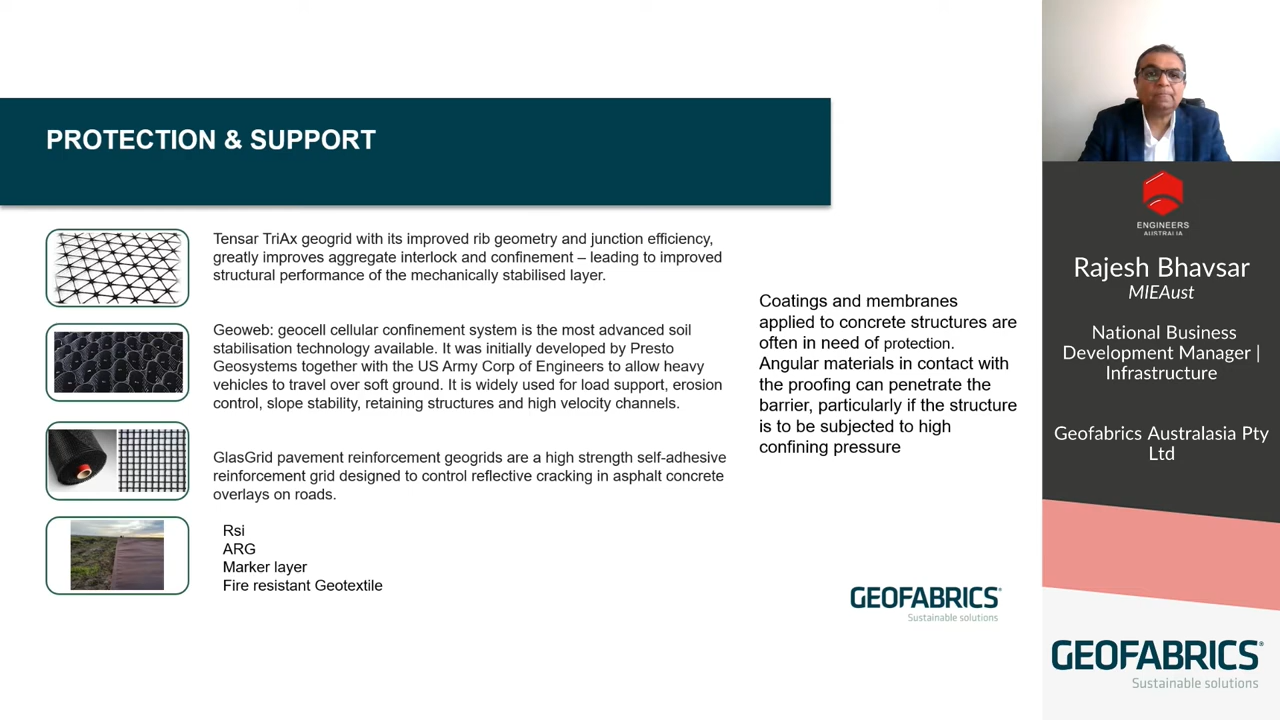 PROTECTION & SUPPORT
Tensar TriAx geogrid with its improved rib geometry and junction efficiency,
greatly improves aggregate interlock and confinement – leading to improved
structural performance of the mechanically stabilised layer.
Geoweb: geocell cellular confinement system is the most advanced soil
stabilisation technology available. It was initially developed by Presto
Geosystems together with the US Army Corp of Engineers to allow heavy
vehicles to travel over soft ground. It is widely used for load support, erosion
control, slope stability, retaining structures and high velocity channels.
GlasGrid pavement reinforcement geogrids are a high strength self-adhesive
reinforcement grid designed to control reflective cracking in asphalt concrete
overlays on roads.
Rsi
ARG
Marker layer
Fire resistant Geotextile
Coatings and membranes
applied to concrete structures are
often in need of protection.
Angular materials in contact with
the proofing can penetrate the
barrier, particularly if the structure
is to be subjected to high
confining pressure
GEOFABRICS®
Sustainable solutions
ENGINEERS
AUSTRALIA
Rajesh Bhavsar
MIEAust
National Business
Development Manager |
Infrastructure
Geofabrics Australasia Pty
Ltd
GEOFABRICS®
Sustainable solutions